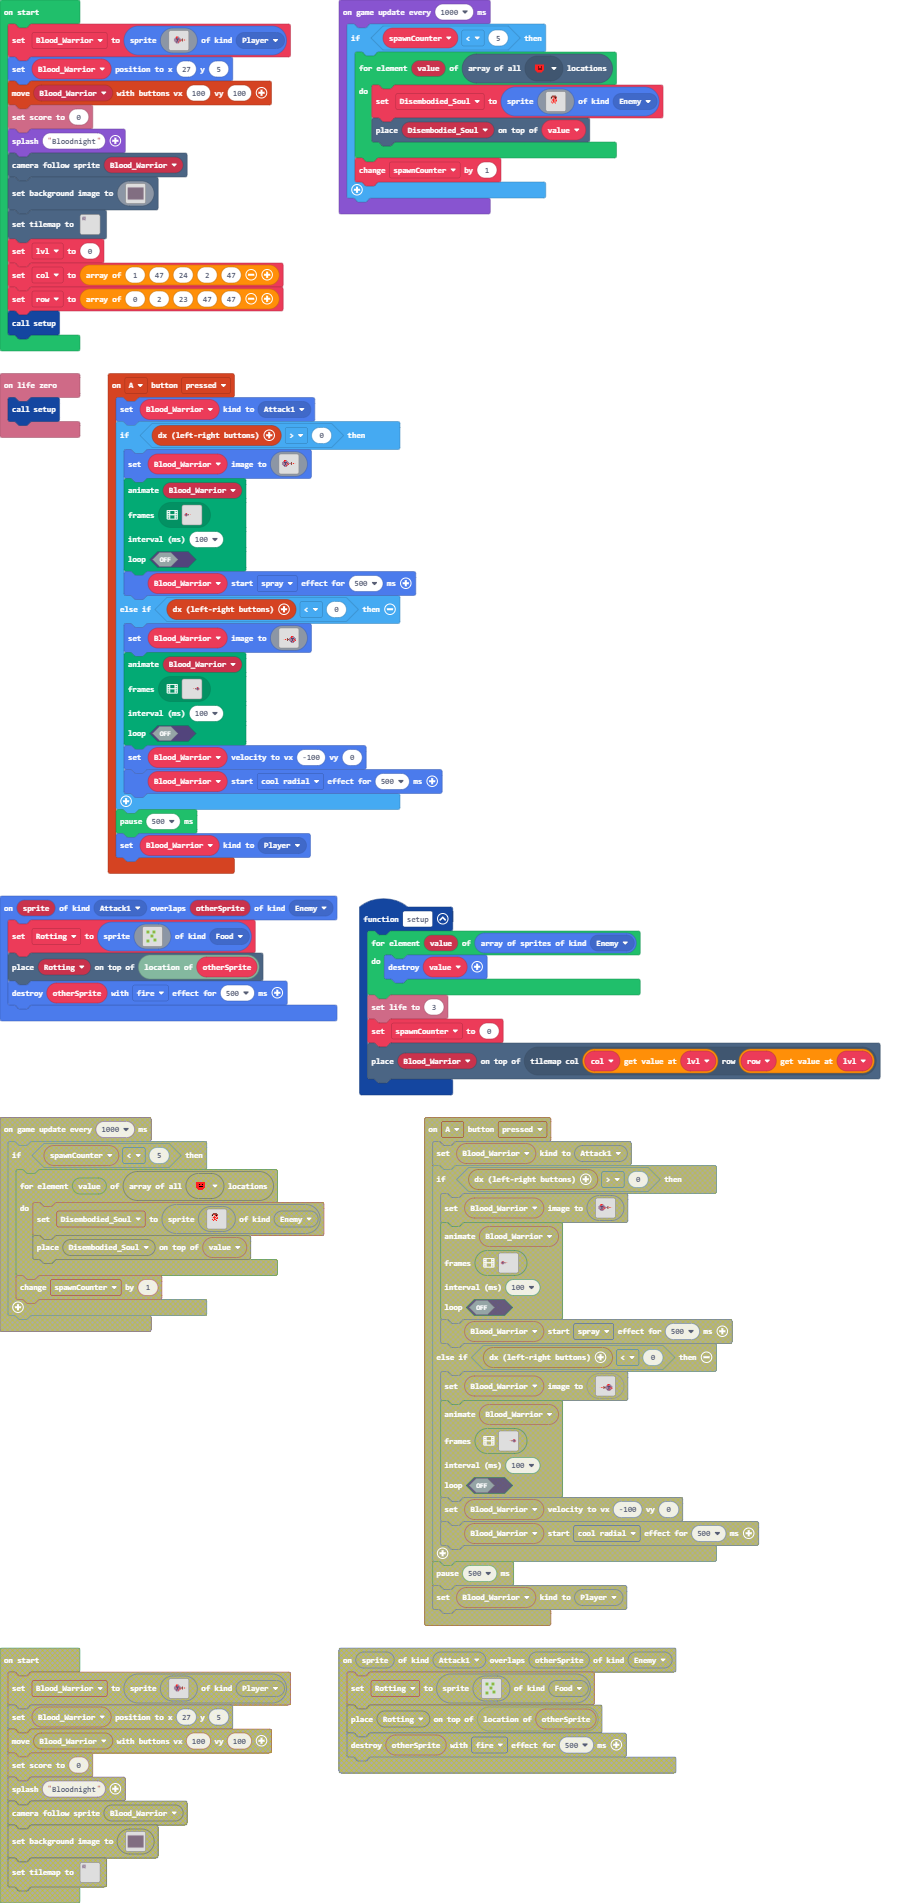 on start
set Blood_Warrior to sprite of kind Player
set Blood_Warrior position to x 27 y 5
move Blood_Warrior with buttons vx 100 vy 100
set score to 0
splash "Bloodnight"
camera follow sprite Blood_Warrior
set background image to
set tilemap to
set lvl to 0
set col to array of 1 47 24 2 47
set row to array of 0 2 23 47 47
call setup
on game update every 1000 ms
if spawnCounter < 5 then
for element value of array of all locations
do
set Disembodied_Soul to sprite of kind Enemy
place Disembodied_Soul on top of value
change spawnCounter by 1
on life zero
call setup
on A button pressed
set Blood_Warrior kind to Attack1
if dx (left-right buttons) > 0 then
set Blood_Warrior image to
animate Blood_Warrior
frames
interval (ms) 100
loop OFF
Blood_Warrior start spray effect for 500 ms
else if dx (left-right buttons) < 0 then
set Blood_Warrior image to
animate Blood_Warrior
frames
interval (ms) 100
loop OFF
set Blood_Warrior velocity to vx -100 vy 0
Blood_Warrior start cool radial effect for 500 ms
pause 500 ms
set Blood_Warrior kind to Player
on sprite of kind Attack1 overlaps otherSprite of kind Enemy
set Rotting to sprite of kind Food
place Rotting on top of location of otherSprite
destroy otherSprite with fire effect for 500 ms
function setup
for element value of array of sprites of kind Enemy
do
destroy value
set life to 3
set spawnCounter to 0
place Blood_Warrior on top of tilemap col col get value at lvl row row get value at lvl
on game update every 1000 ms
if spawnCounter < 5 then
for element value of array of all locations
do
set Disembodied_Soul to sprite of kind Enemy
place Disembodied_Soul on top of value
change spawnCounter by 1
on A button pressed
set Blood_Warrior kind to Attack1
if dx (left-right buttons) > 0 then
set Blood_Warrior image to
animate Blood_Warrior
frames
interval (ms) 100
loop OFF
Blood_Warrior start spray effect for 500 ms
else if dx (left-right buttons) < 0 then
set Blood_Warrior image to
animate Blood_Warrior
frames
interval (ms) 100
loop OFF
set Blood_Warrior velocity to vx -100 vy 0
Blood_Warrior start cool radial effect for 500 ms
pause 500 ms
set Blood_Warrior kind to Player
on start
set Blood_Warrior to sprite of kind Player
set Blood_Warrior position to x 27 y 5
move Blood_Warrior with buttons vx 100 vy 100
set score to 0
splash "Bloodnight"
camera follow sprite Blood_Warrior
set background image to
set tilemap to
on sprite of kind Attack1 overlaps otherSprite of kind Enemy
set Rotting to sprite of kind Food
place Rotting on top of location of otherSprite
destroy otherSprite with fire effect for 500 ms